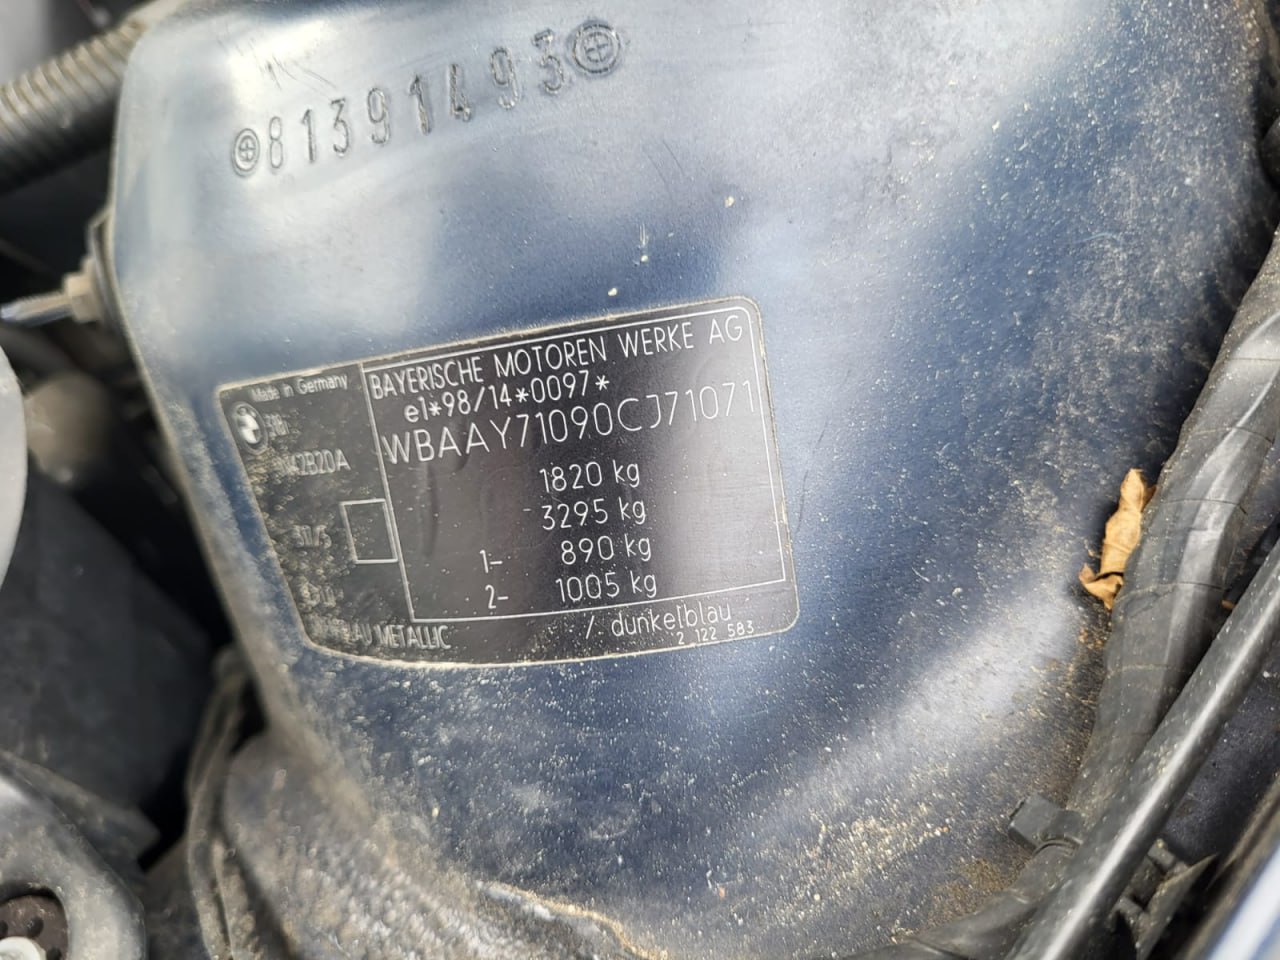 81391493
Made in Germany
BAYERISCHE MOTOREN WERKE AG
e1*98/14*0097*
WBAAY71090CJ71071
2B20A
1820 kg
3295 kg
1- 890 kg
2- 1005 kg
METALLIC
/. dunkelblau
2 122 583